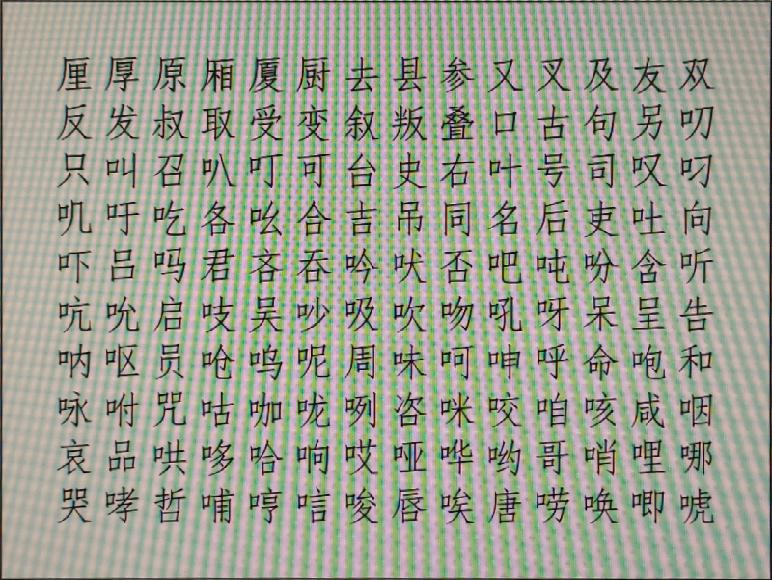 厘厚原厢厦厨去县参又叉及友双
反发叔取受变叙叛叠口古句另叨
只叫召叭叮可台史右叶号司叹叼
叽吁吃各吆合吉吊同名后吏吐向
吓吕吗君吝吞吟吠否吧吨吩含听
吭吮启吱吴吵吸吹吻吼呀呆呈告
呐呕员呛呜呢周味呵呻呼命咆和
咏咐咒咕咖咙咧咨咪咬咱咳咸咽
哀品哄哆哈响哎哑哗哟哥哨哩哪
哭哮哲哺哼唁唆唇唉唐唠唤唧唬